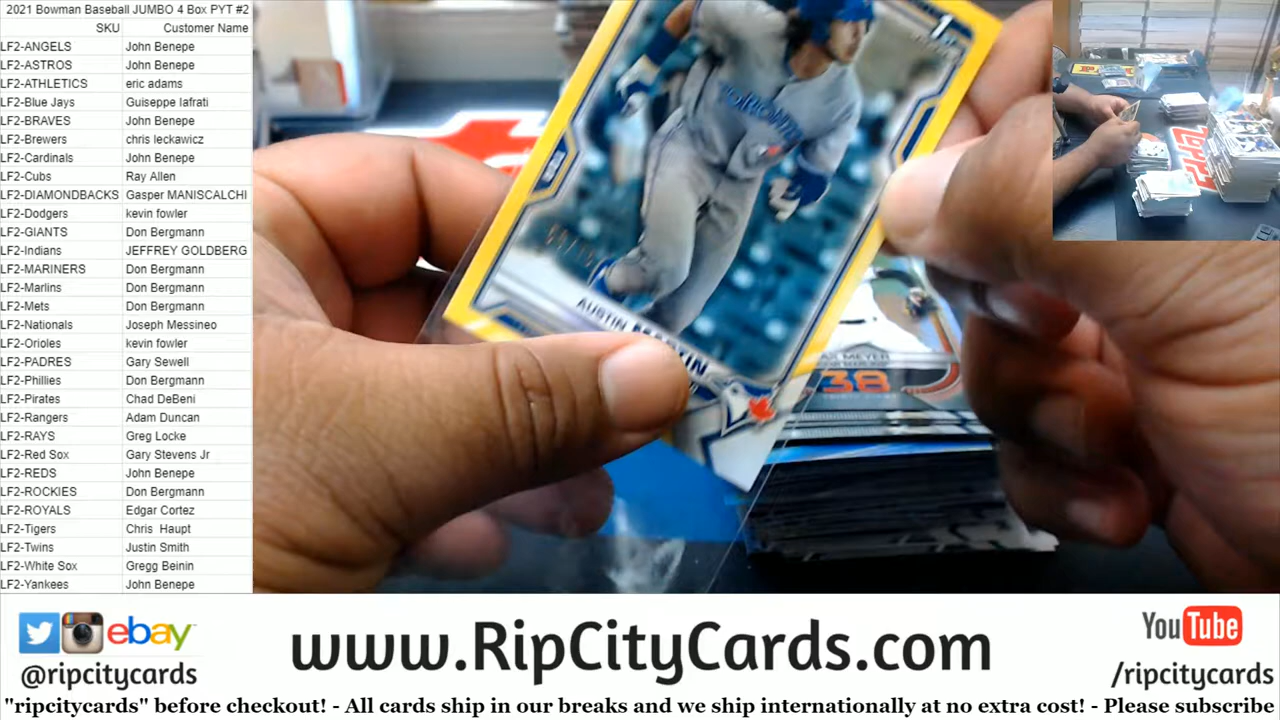 2021 Bowman Baseball JUMBO 4 Box PYT #2
SKU Customer Name
LF2-ANGELS John Benepe
LF2-ASTROS John Benepe
LF2-ATHLETICS eric adams
LF2-Blue Jays Guiseppe Iafrati
LF2-BRAVES John Benepe
LF2-Brewers chris leckawicz
LF2-Cardinals John Benepe
LF2-Cubs Ray Allen
LF2-DIAMONDBACKS Gasper MANISCALCHI
LF2-Dodgers kevin fowler
LF2-GIANTS Don Bergmann
LF2-Indians JEFFREY GOLDBERG
LF2-MARINERS Don Bergmann
LF2-Marlins Don Bergmann
LF2-Mets Don Bergmann
LF2-Nationals Joseph Messineo
LF2-Orioles kevin fowler
LF2-PADRES Gary Sewell
LF2-Phillies Don Bergmann
LF2-Pirates Chad DeBeni
LF2-Rangers Adam Duncan
LF2-RAYS Greg Locke
LF2-Red Sox Gary Stevens Jr
LF2-REDS John Benepe
LF2-ROCKIES Don Bergmann
LF2-ROYALS Edgar Cortez
LF2-Tigers Chris Haupt
LF2-Twins Justin Smith
LF2-White Sox Gregg Beinin
LF2-Yankees John Benepe
1st
TORONTO
AUSTIN MARTIN
MEYER
38
Topps
ebay
@ripcitycards
www.RipCityCards.com
YouTube
/ripcitycards
"ripcitycards" before checkout! - All cards ship in our breaks and we ship internationally at no extra cost! - Please subscribe